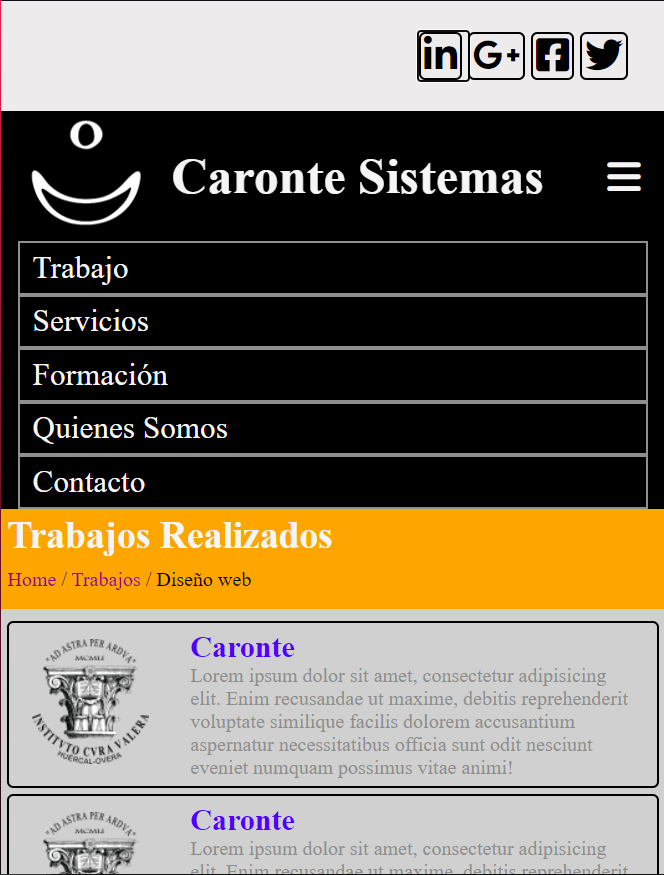 in G+ f
Caronte Sistemas
Trabajo
Servicios
Formación
Quienes Somos
Contacto
Trabajos Realizados
Home / Trabajos / Diseño web
"AD ASTRA PER ARDVA"
MCMLI
INSTITVTO CVRA VALERA
HUERCAL-OVERA
Caronte
Lorem ipsum dolor sit amet, consectetur adipisicing
elit. Enim recusandae ut maxime, debitis reprehenderit
voluptate similique facilis dolorem accusantium
aspernatur necessitatibus officia sunt odit nesciunt
eveniet numquam possimus vitae animi!
"AD ASTRA PER ARDVA"
MCMLI
Caronte
Lorem ipsum dolor sit amet, consectetur adipisicing
elit. Enim recusandae ut maxime, debitis reprehenderit